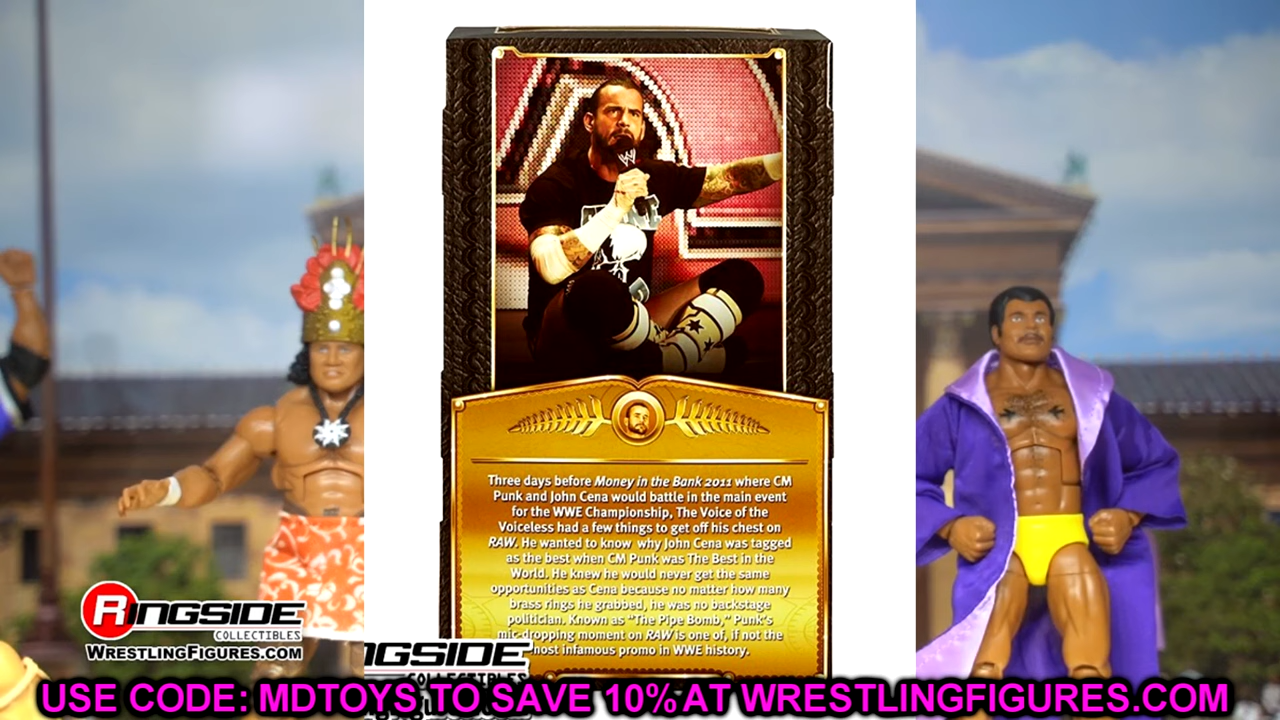 Three days before Money in the Bank 2011 where CM
Punk and John Cena would battle in the main event
for the WWE Championship, The Voice of the
Voiceless had a few things to get off his chest on
RAW. He wanted to know why John Cena was tagged
as the best when CM Punk was The Best in the
World. He knew he would never get the same
opportunities as Cena because no matter how many
brass rings he grabbed, he was no backstage
politician. Known as "The Pipe Bomb," Punk's
mic-dropping moment on RAW is one of, if not the
most infamous promo in WWE history.
RINGSIDE
COLLECTIBLES
WRESTLINGFIGURES.COM
NGSIDE
COLLECTIBLES
USE CODE: MDTOYS TO SAVE 10% AT WRESTLINGFIGURES.COM